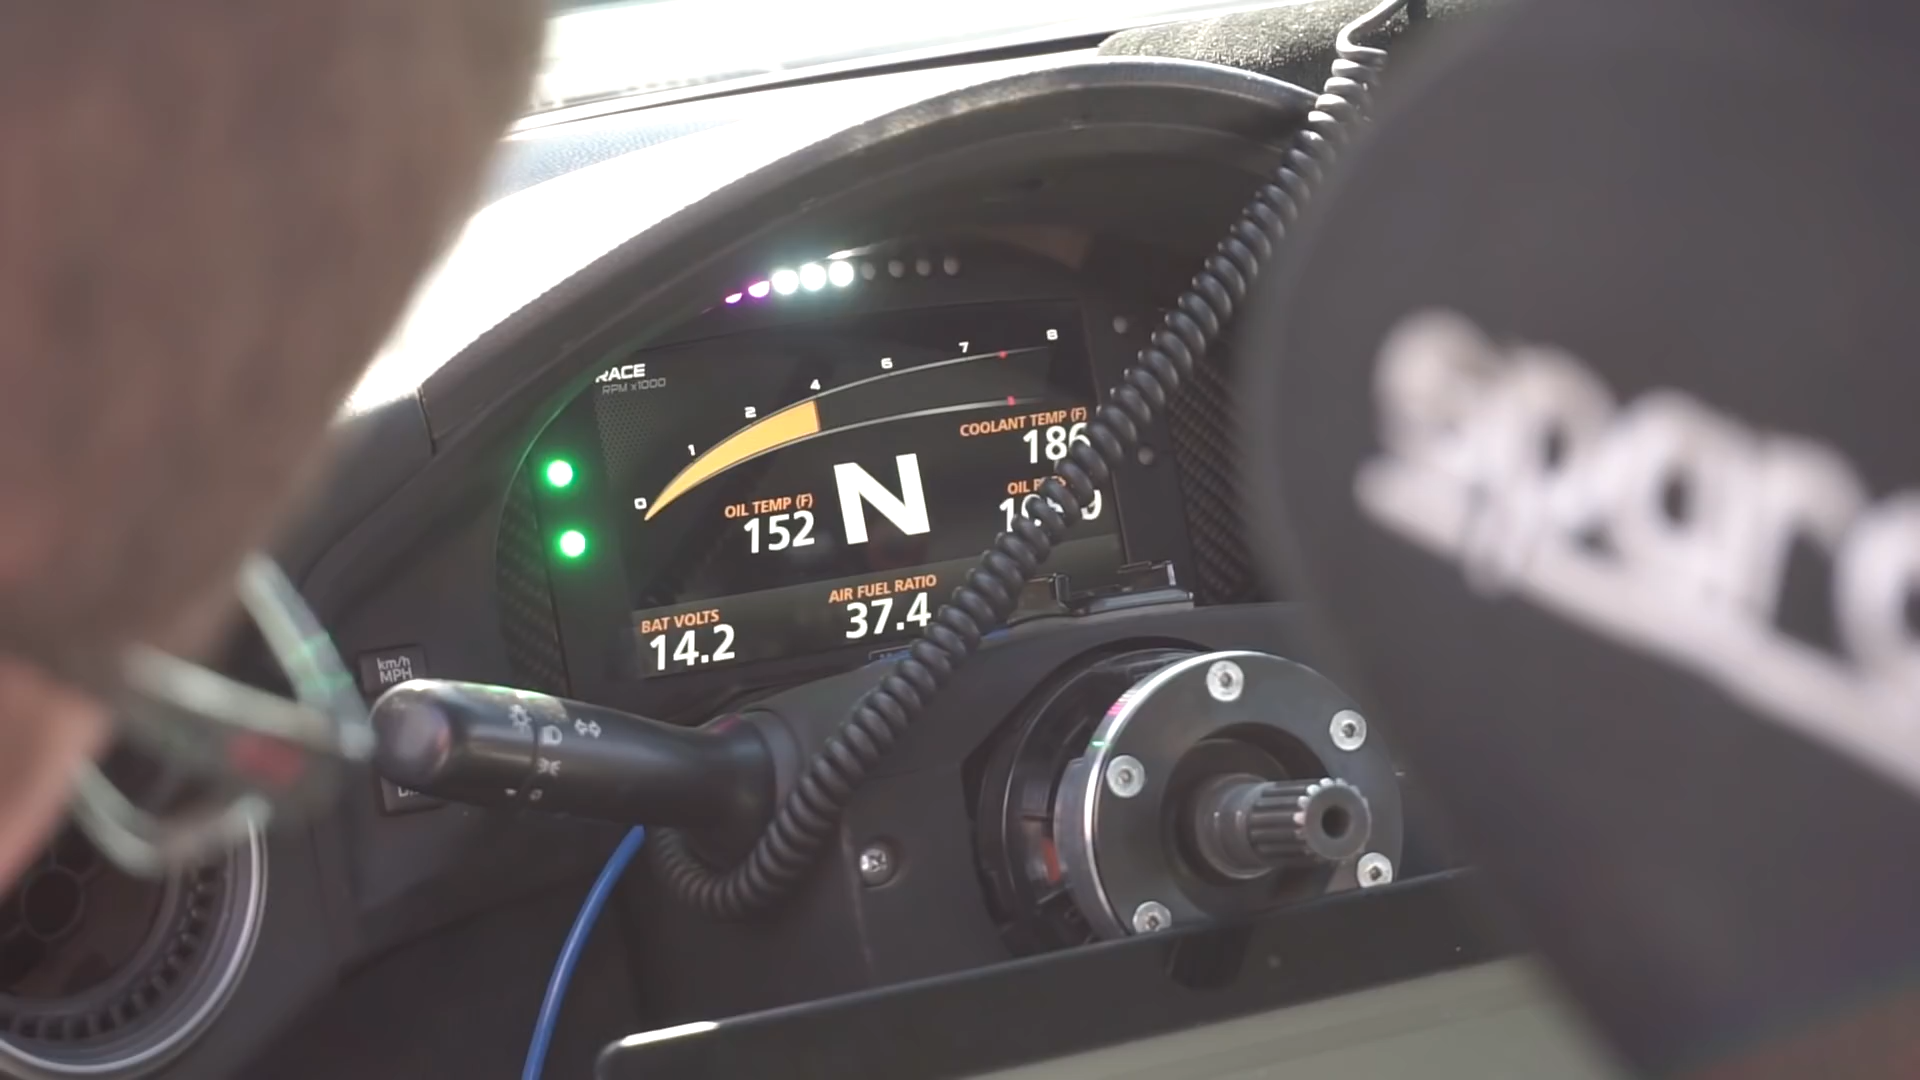 RACE
RPM x1000
0 1 2 4 6 7 8
COOLANT TEMP (F)
186
OIL TEMP (F)
152
N
OIL
BAT VOLTS
14.2
AIR FUEL RATIO
37.4
km/h
MPH